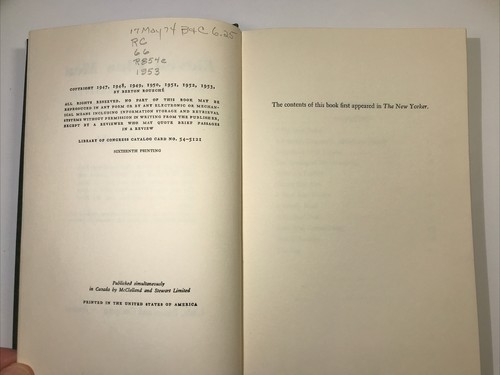 17 May 74 B+C 6.25
RC
66
R854c
1953
COPYRIGHT 1947, 1948, 1949, 1950, 1951, 1952, 1953,
BY BERTON ROUECHÉ
ALL RIGHTS RESERVED. NO PART OF THIS BOOK MAY BE
REPRODUCED IN ANY FORM OR BY ANY ELECTRONIC OR MECHAN-
ICAL MEANS INCLUDING INFORMATION STORAGE AND RETRIEVAL
SYSTEMS WITHOUT PERMISSION IN WRITING FROM THE PUBLISHER,
EXCEPT BY A REVIEWER WHO MAY QUOTE BRIEF PASSAGES
IN A REVIEW
LIBRARY OF CONGRESS CATALOG CARD NO. 54-5122
SIXTEENTH PRINTING
Published simultaneously
in Canada by McClelland and Stewart Limited
PRINTED IN THE UNITED STATES OF AMERICA
The contents of this book first appeared in The New Yorker.